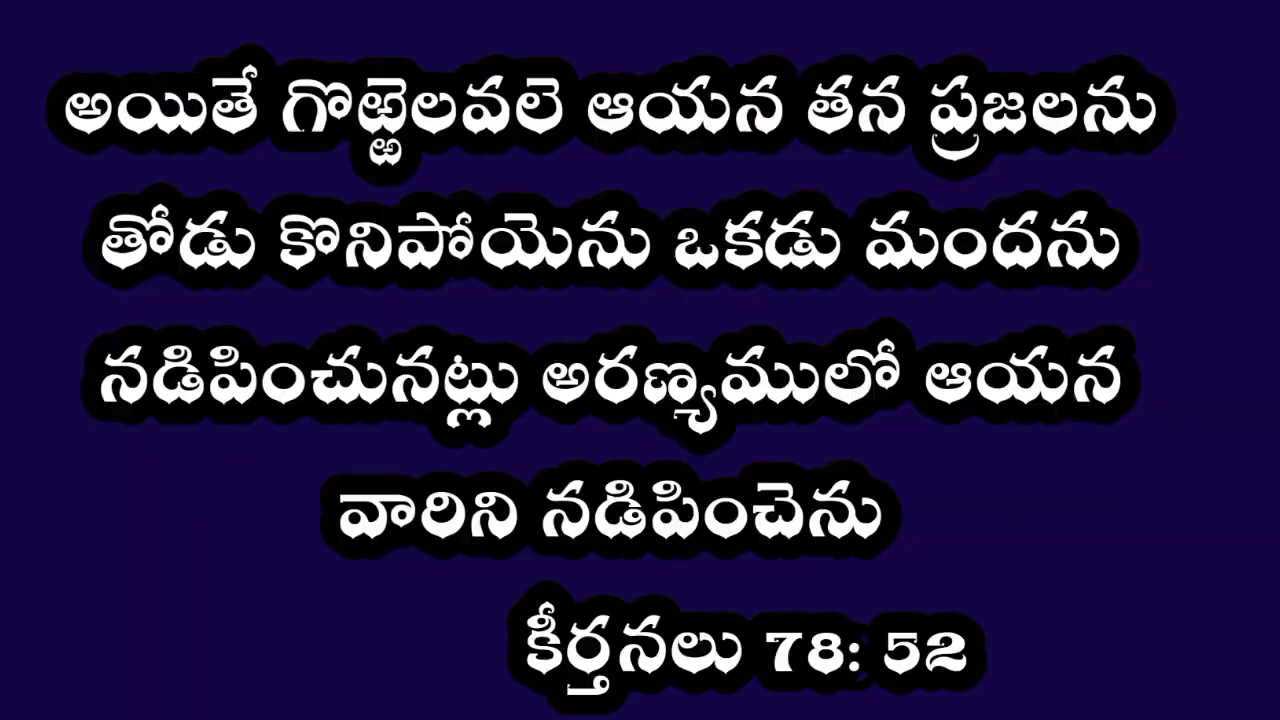 అయితే గొఱ్ఱెలవలె ఆయన తన ప్రజలను
తోడు కొనిపోయెను ఒకడు మందను
నడిపించునట్లు అరణ్యములో ఆయన
వారిని నడిపించెను
కీర్తనలు 78: 52